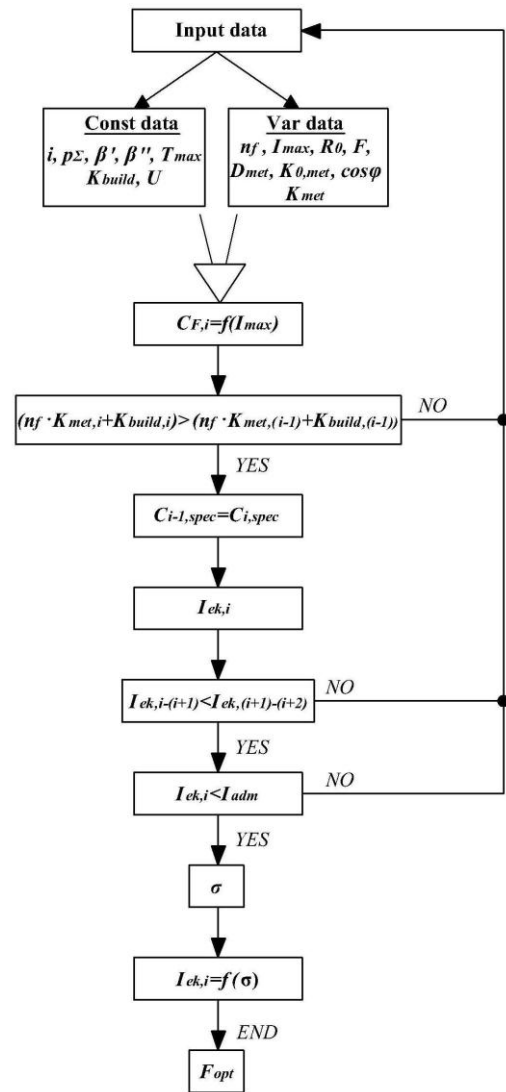 Input data
Const data
i, pΣ, β', β'', Tmax
Kbuild, U
Var data
nf , Imax, R0, F,
Dmet, K0,met, cosφ
Kmet
CF,i=f(Imax)
(nf ·Kmet,i+Kbuild,i)>(nf ·Kmet,(i-1)+Kbuild,(i-1))
NO
YES
Ci-1,spec=Ci,spec
Iek,i
Iek,i-(i+1)<Iek,(i+1)-(i+2)
NO
YES
Iek,i<Iadm
NO
YES
σ
Iek,i=f(σ)
END
Fopt